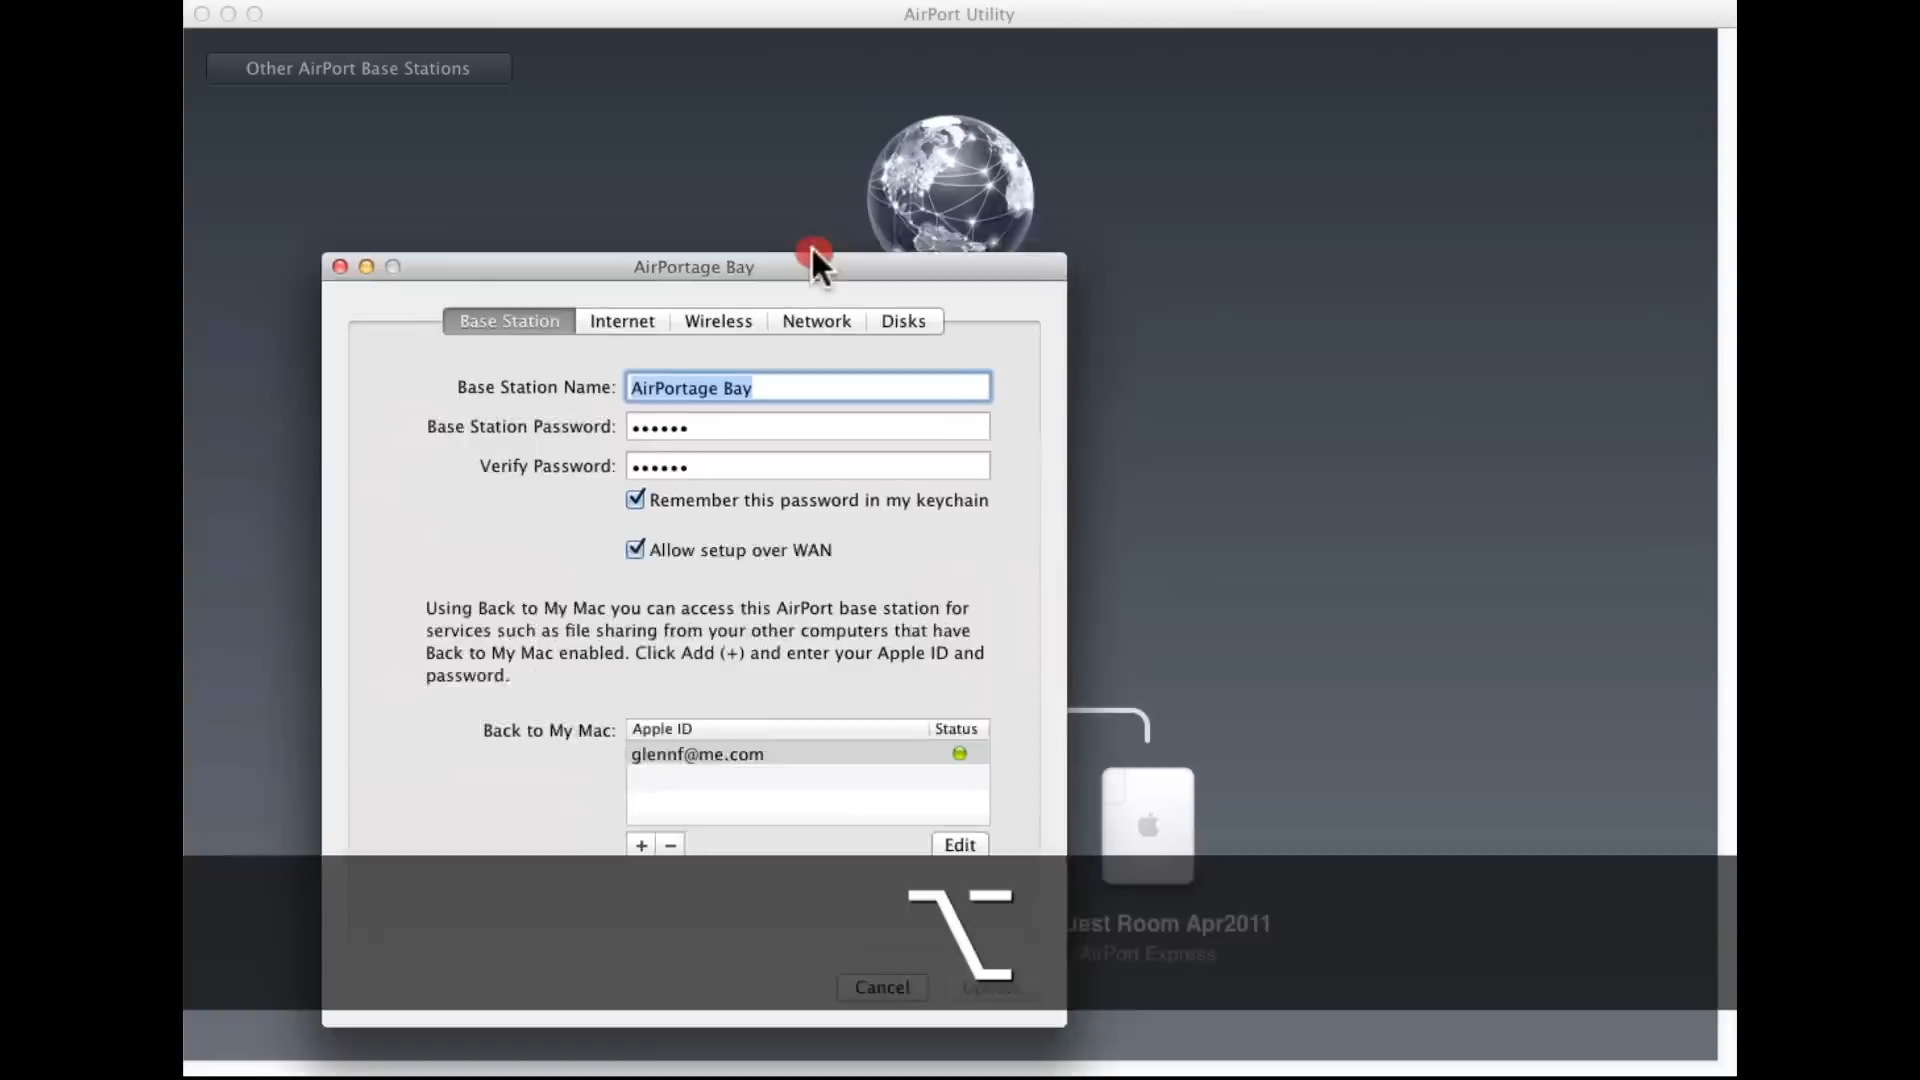 AirPort Utility
Other AirPort Base Stations
AirPortage Bay
Base Station Internet Wireless Network Disks
Base Station Name: AirPortage Bay
Base Station Password: ••••••
Verify Password: ••••••
Remember this password in my keychain
Allow setup over WAN
Using Back to My Mac you can access this AirPort base station for
services such as file sharing from your other computers that have
Back to My Mac enabled. Click Add (+) and enter your Apple ID and
password.
Back to My Mac: Apple ID Status
glennf@me.com
+ − Edit
Room Apr2011
AirPort Express
Cancel